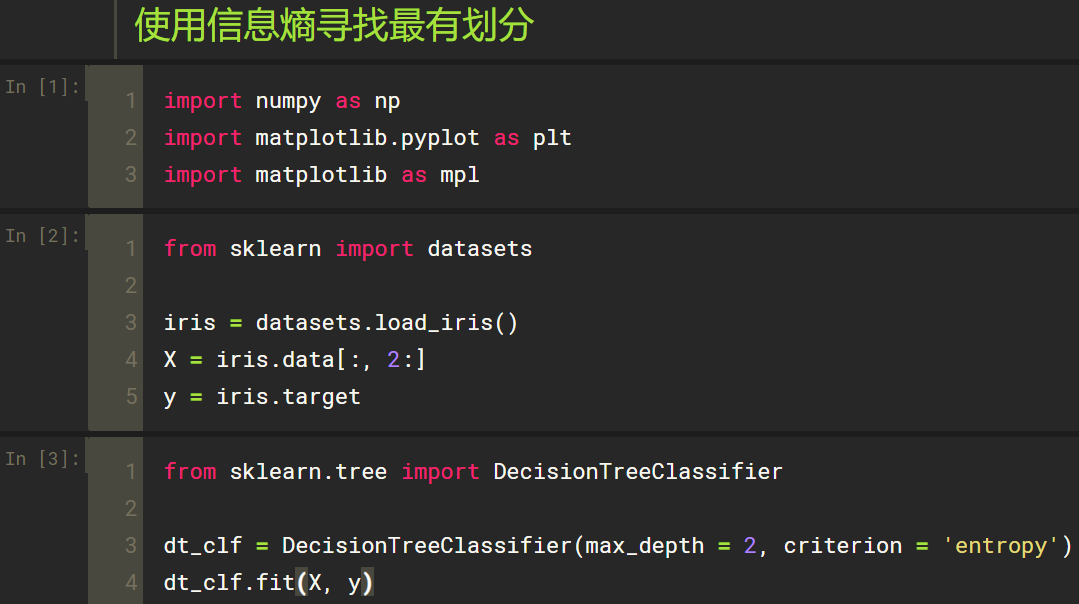 使用信息熵寻找最有划分
In [1]:
1 import numpy as np
2 import matplotlib.pyplot as plt
3 import matplotlib as mpl
In [2]:
1 from sklearn import datasets
2
3 iris = datasets.load_iris()
4 X = iris.data[:, 2:]
5 y = iris.target
In [3]:
1 from sklearn.tree import DecisionTreeClassifier
2
3 dt_clf = DecisionTreeClassifier(max_depth = 2, criterion = 'entropy')
4 dt_clf.fit(X, y)